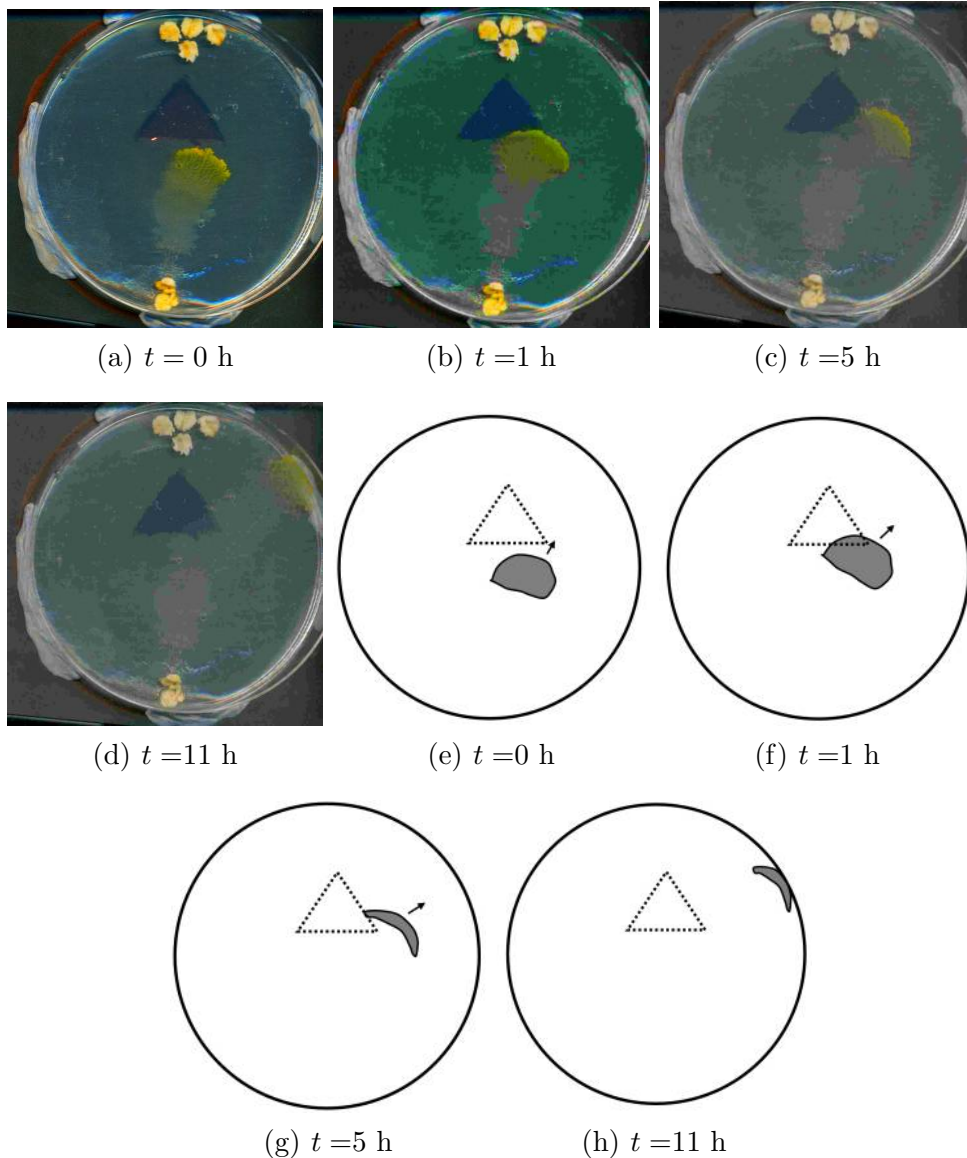 (a) t = 0 h
(b) t =1 h
(c) t =5 h
(d) t =11 h
(e) t =0 h
(f) t =1 h
(g) t =5 h
(h) t =11 h